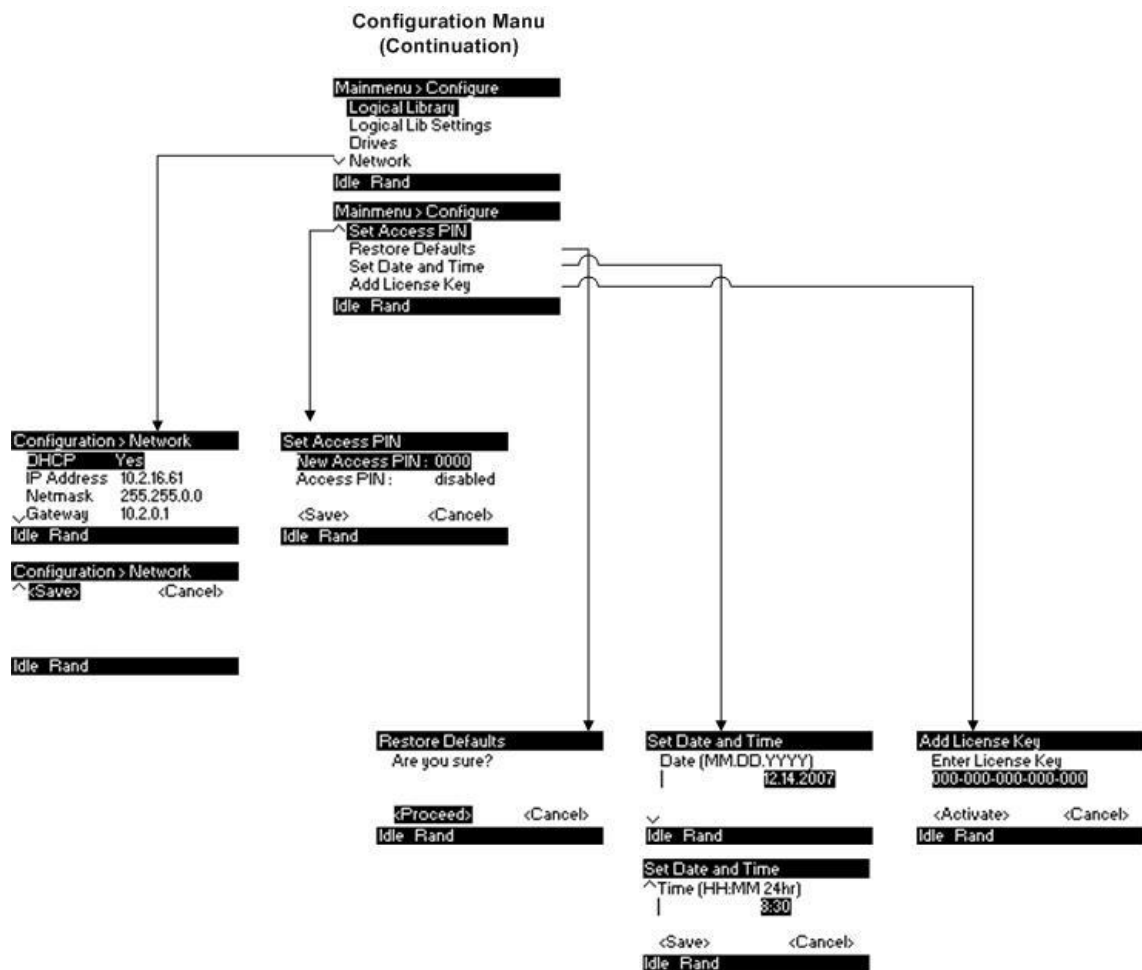 Configuration Manu
(Continuation)
Mainmenu > Configure
Logical Library
Logical Lib Settings
Drives
Network
Idle Rand
Mainmenu > Configure
Set Access PIN
Restore Defaults
Set Date and Time
Add License Key
Idle Rand
Configuration > Network
DHCP Yes
IP Address 10.2.16.61
Netmask 255.255.0.0
Gateway 10.2.0.1
Idle Rand
Configuration > Network
<Save> <Cancel>
Idle Rand
Set Access PIN
New Access PIN : 0000
Access PIN : disabled
<Save> <Cancel>
Idle Rand
Restore Defaults
Are you sure?
<Proceed> <Cancel>
Idle Rand
Set Date and Time
Date (MM.DD.YYYY)
12.14.2007
Idle Rand
Set Date and Time
Time (HH:MM 24hr)
8:30
<Save> <Cancel>
Idle Rand
Add License Key
Enter License Key
000-000-000-000-000
<Activate> <Cancel>
Idle Rand